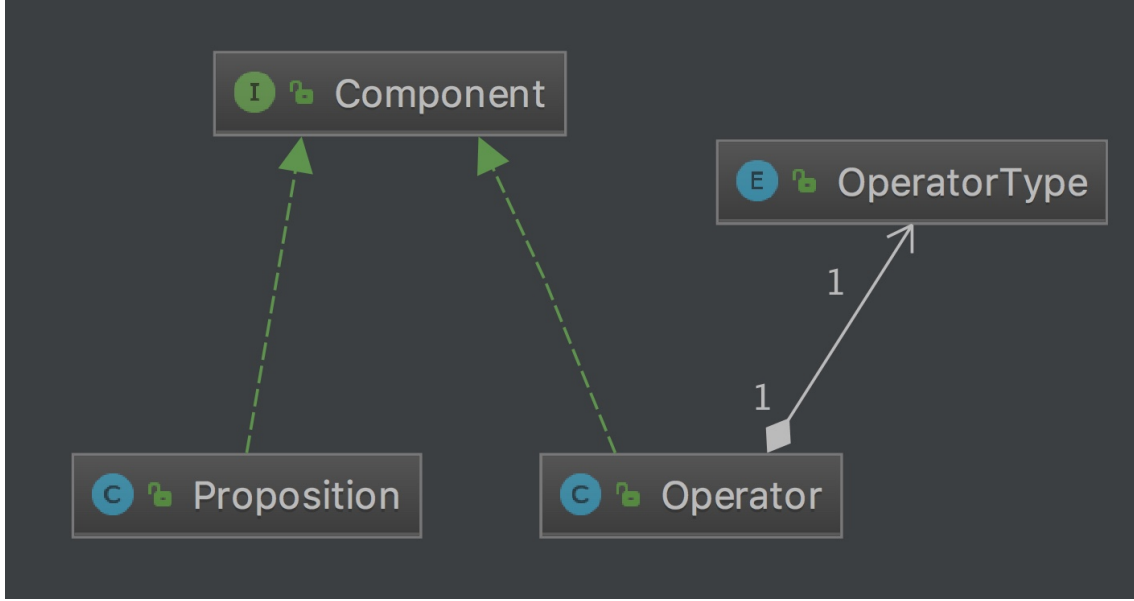 I Component
E OperatorType
1
1
C Proposition
C Operator